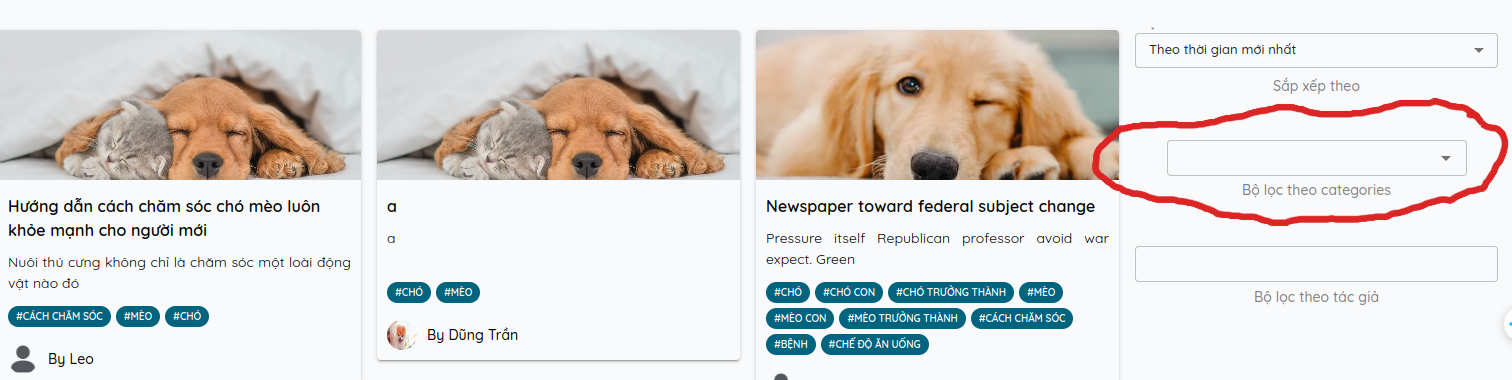 Hướng dẫn cách chăm sóc chó mèo luôn
khỏe mạnh cho người mới
Nuôi thú cưng không chỉ là chăm sóc một loài động
vật nào đó
#CÁCH CHĂM SÓC #MÈO #CHÓ
By Leo
a
a
#CHÓ #MÈO
By Dũng Trần
Newspaper toward federal subject change
Pressure itself Republican professor avoid war
expect. Green
#CHÓ #CHÓ CON #CHÓ TRƯỞNG THÀNH #MÈO
#MÈO CON #MÈO TRƯỞNG THÀNH #CÁCH CHĂM SÓC
#BỆNH #CHẾ ĐỘ ĂN UỐNG
Theo thời gian mới nhất
Sắp xếp theo
Bộ lọc theo categories
Bộ lọc theo tác giả